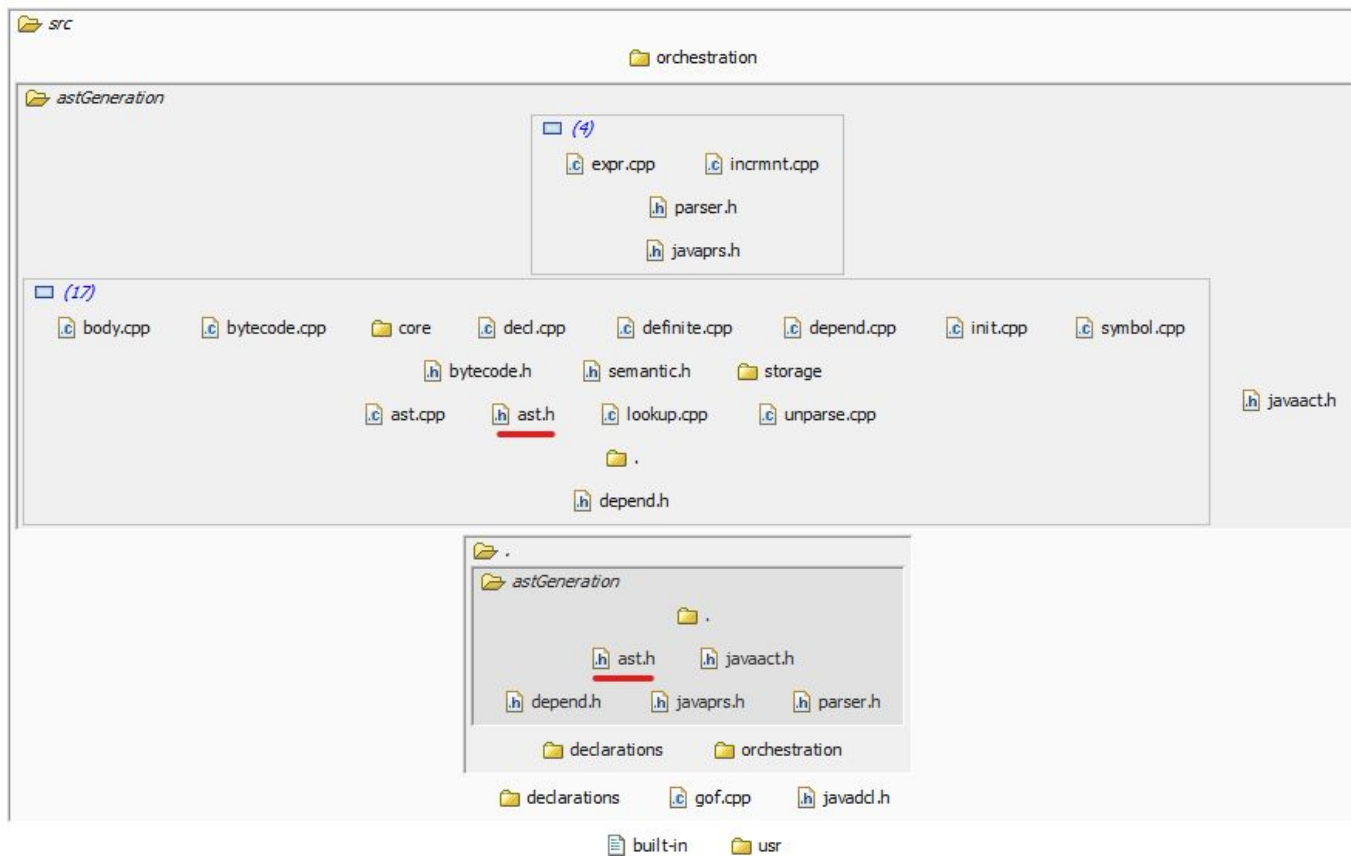 src
orchestration
astGeneration
(4)
expr.cpp incrmnt.cpp
parser.h
javaprs.h
(17)
body.cpp bytecode.cpp core decl.cpp definite.cpp depend.cpp init.cpp symbol.cpp
bytecode.h semantic.h storage
javaact.h
ast.cpp ast.h lookup.cpp unparse.cpp
.
depend.h
.
astGeneration
.
ast.h javaact.h
depend.h javaprs.h parser.h
declarations orchestration
declarations gof.cpp javadcl.h
built-in usr